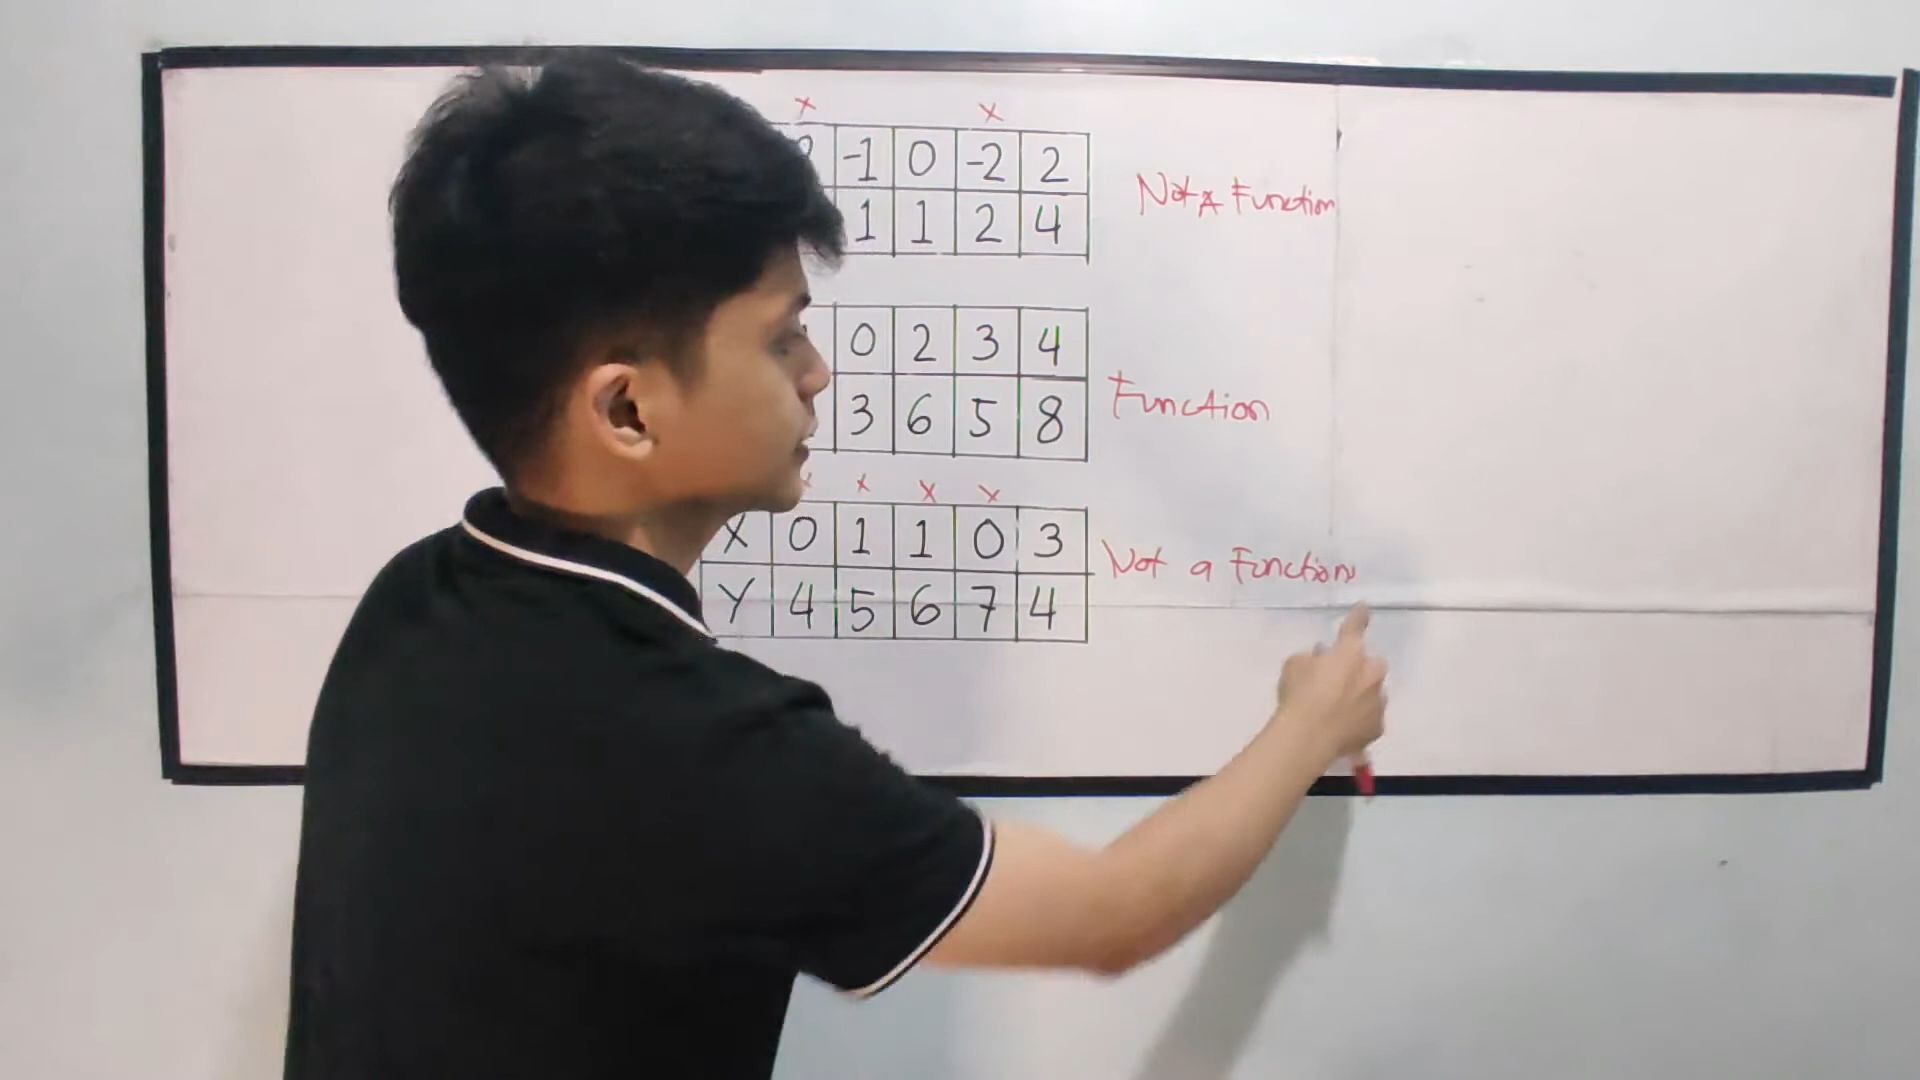 x x
-1 0 -2 2
1 1 2 4
Not A Function
0 2 3 4
3 6 5 8
Function
x x x
X 0 1 1 0 3
Y 4 5 6 7 4
Not a Function